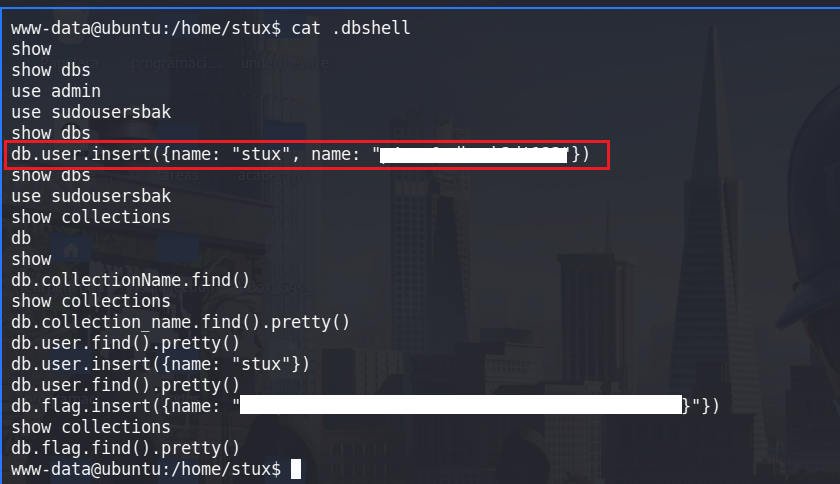 www-data@ubuntu:/home/stux$ cat .dbshell
show
show dbs
use admin
use sudousersbak
show dbs
db.user.insert({name: "stux", name: ""})
show dbs
use sudousersbak
show collections
db
show
db.collectionName.find()
show collections
db.collection_name.find().pretty()
db.user.find().pretty()
db.user.insert({name: "stux"})
db.user.find().pretty()
db.flag.insert({name: "}"})
show collections
db.flag.find().pretty()
www-data@ubuntu:/home/stux$